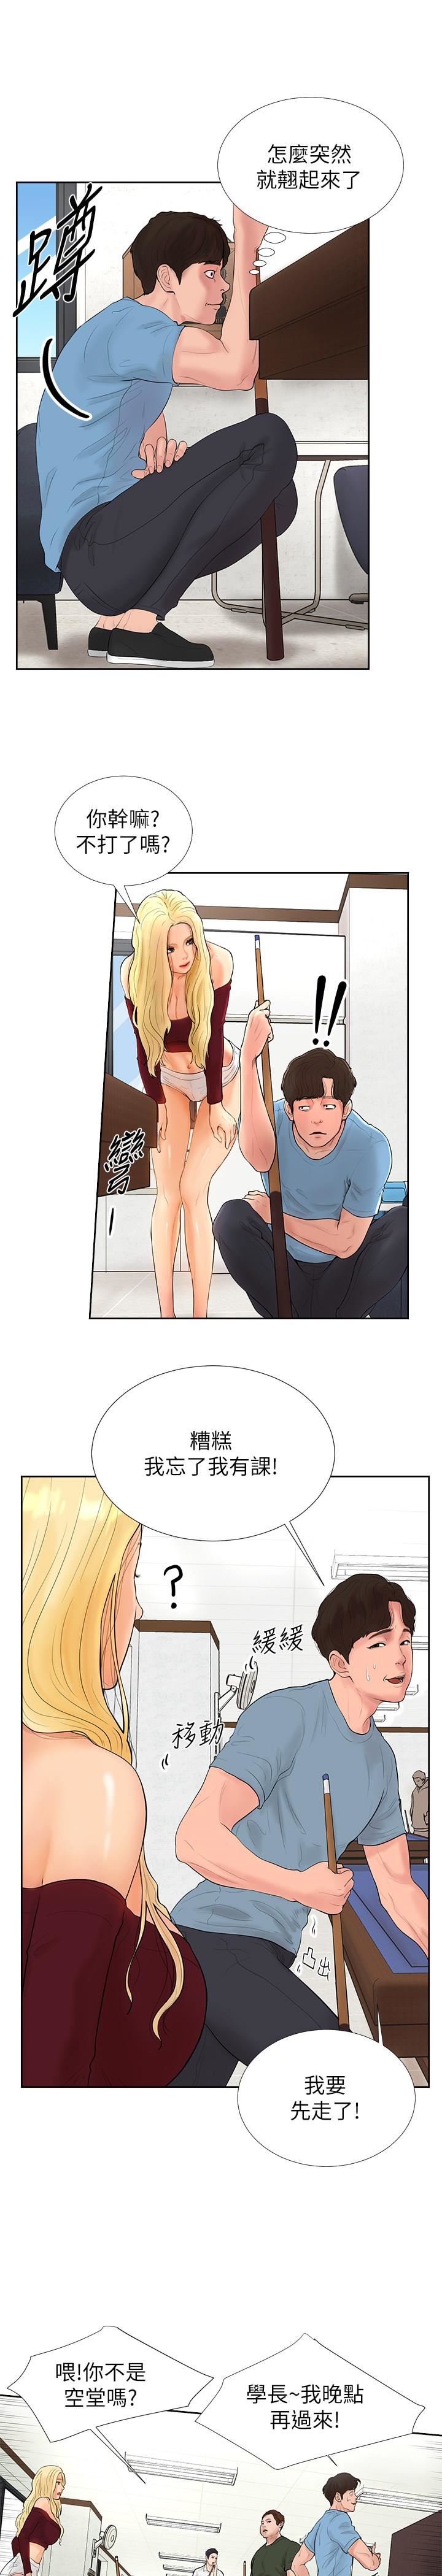 怎麼突然
就翹起來了
蹲
你幹嘛?
不打了嗎?
!!
彎
糟糕
我忘了我有課!
?
緩緩
移動
凸出
我要
先走了!
喂!你不是
空堂嗎?
學長~我晚點
再過來!